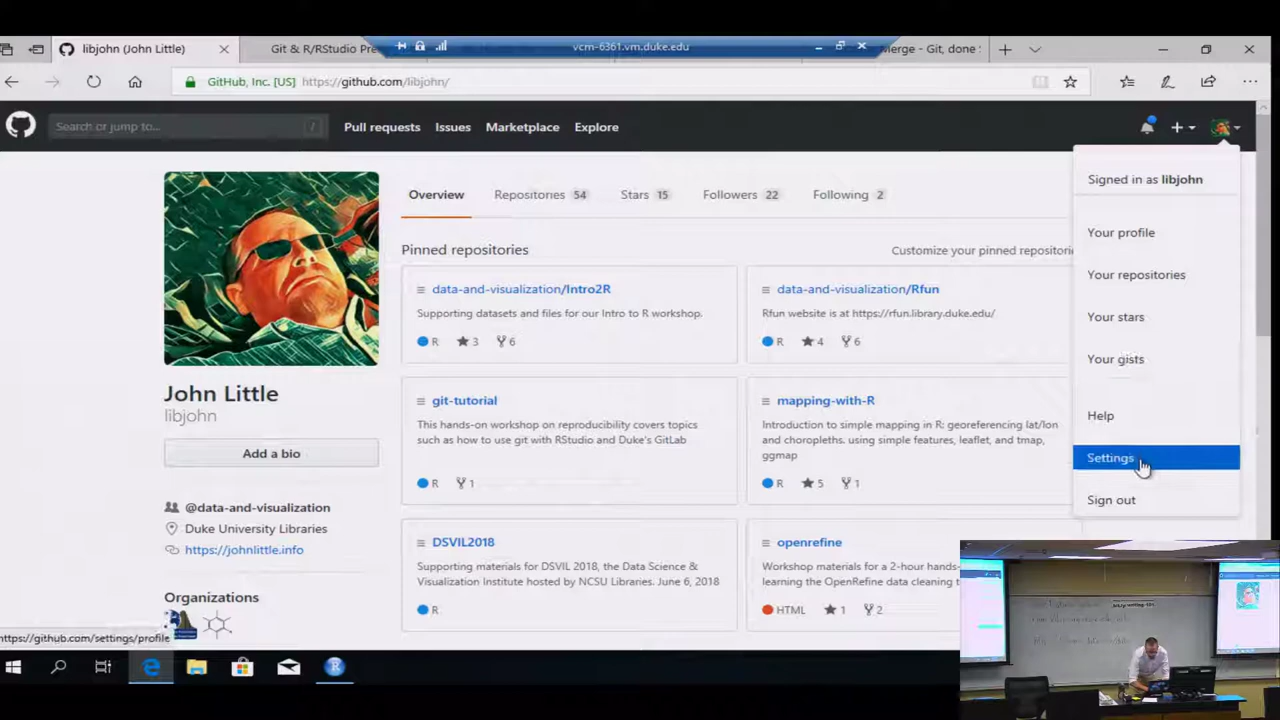 libjohn (John Little)
Git & R/RStudio Pre
vcm-6361.vm.duke.edu
Merge - Git, done
GitHub, Inc. [US] https://github.com/libjohn/
Search or jump to... /
Pull requests Issues Marketplace Explore
Signed in as libjohn
Your profile
Your repositories
Your stars
Your gists
Help
Settings
Sign out
Overview Repositories 54 Stars 15 Followers 22 Following 2
Pinned repositories
Customize your pinned repositorie
data-and-visualization/Intro2R
Supporting datasets and files for our Intro to R workshop.
R 3 6
data-and-visualization/Rfun
Rfun website is at https://rfun.library.duke.edu/
R 4 6
git-tutorial
This hands-on workshop on reproducibility covers topics
such as how to use git with RStudio and Duke's GitLab
R 1
mapping-with-R
Introduction to simple mapping in R: georeferencing lat/lon
and choropleths. using simple features, leaflet, and tmap,
ggmap
R 5 1
DSVIL2018
Supporting materials for DSVIL 2018, the Data Science &
Visualization Institute hosted by NCSU Libraries. June 6, 2018
R
openrefine
Workshop materials for a 2-hour hands-
learning the OpenRefine data cleaning
HTML 1 2
John Little
libjohn
Add a bio
@data-and-visualization
Duke University Libraries
https://johnlittle.info
Organizations
https://github.com/settings/profile